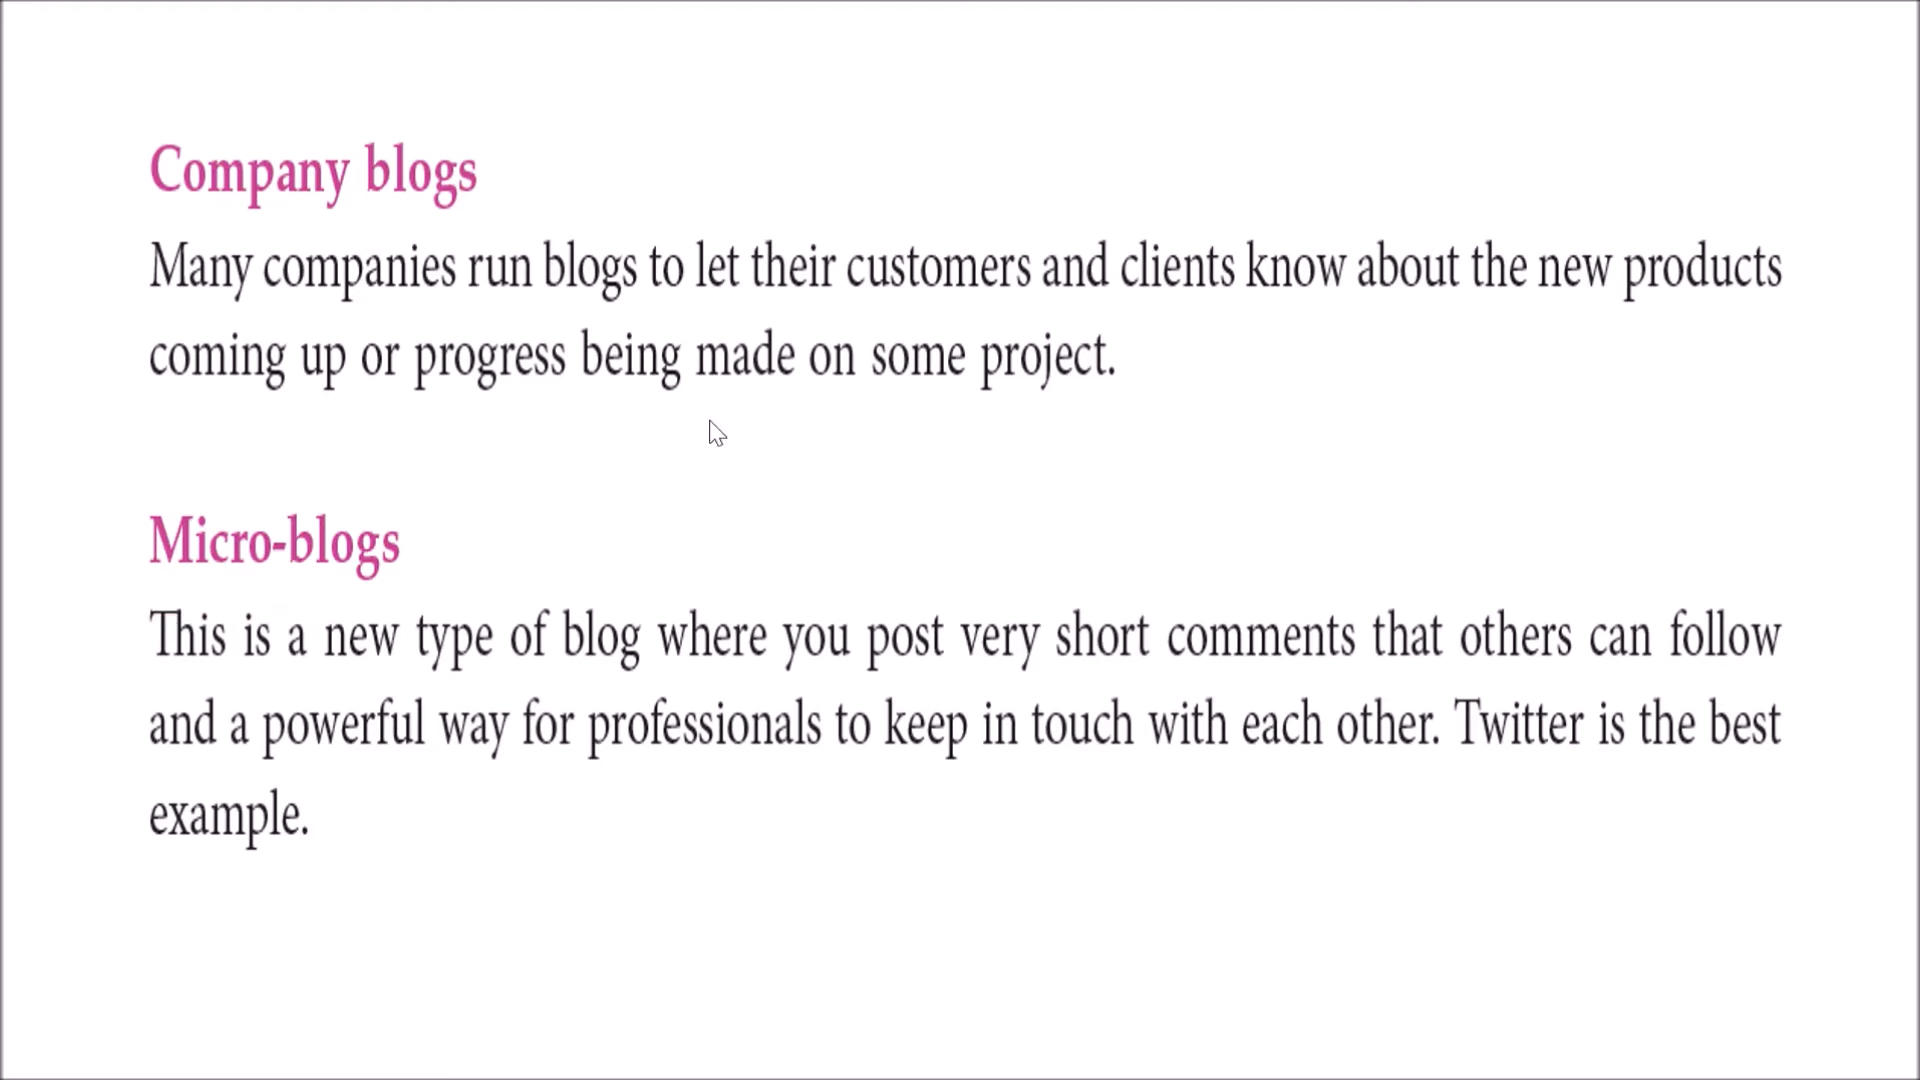 Company blogs
Many companies run blogs to let their customers and clients know about the new products
coming up or progress being made on some project.
Micro-blogs
This is a new type of blog where you post very short comments that others can follow
and a powerful way for professionals to keep in touch with each other. Twitter is the best
example.